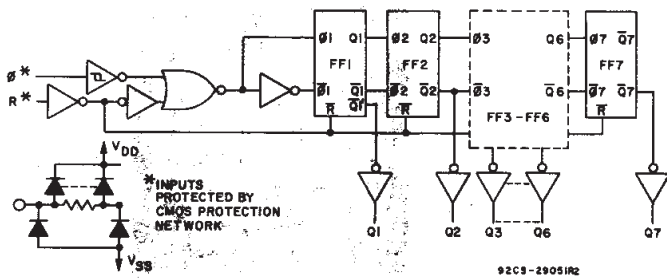 Ø1 Q1 Ø2 Q2 Ø3 Q6 Ø7 Q̅7
FF1 FF2 FF7
Ø*
R*
Ø̅1 Q̅1 Ø̅2 Q̅2 Ø̅3 Q̅6 Ø̅7 Q̅7
R̅ Q̅1 R̅ FF3-FF6 R̅
VDD
*INPUTS
PROTECTED BY
CMOS PROTECTION
NETWORK
VSS
Q1 Q2 Q3 Q6 Q7
92CS-29051R2